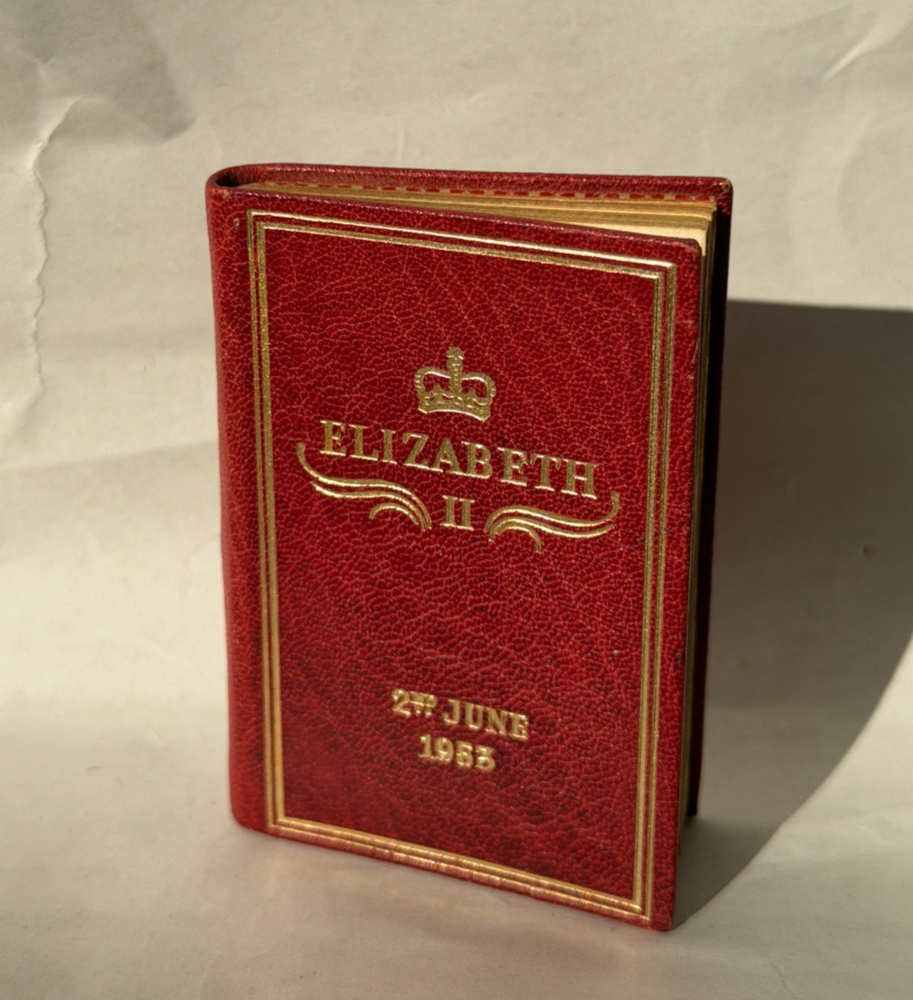 ELIZABETH
II
2ND JUNE
1953